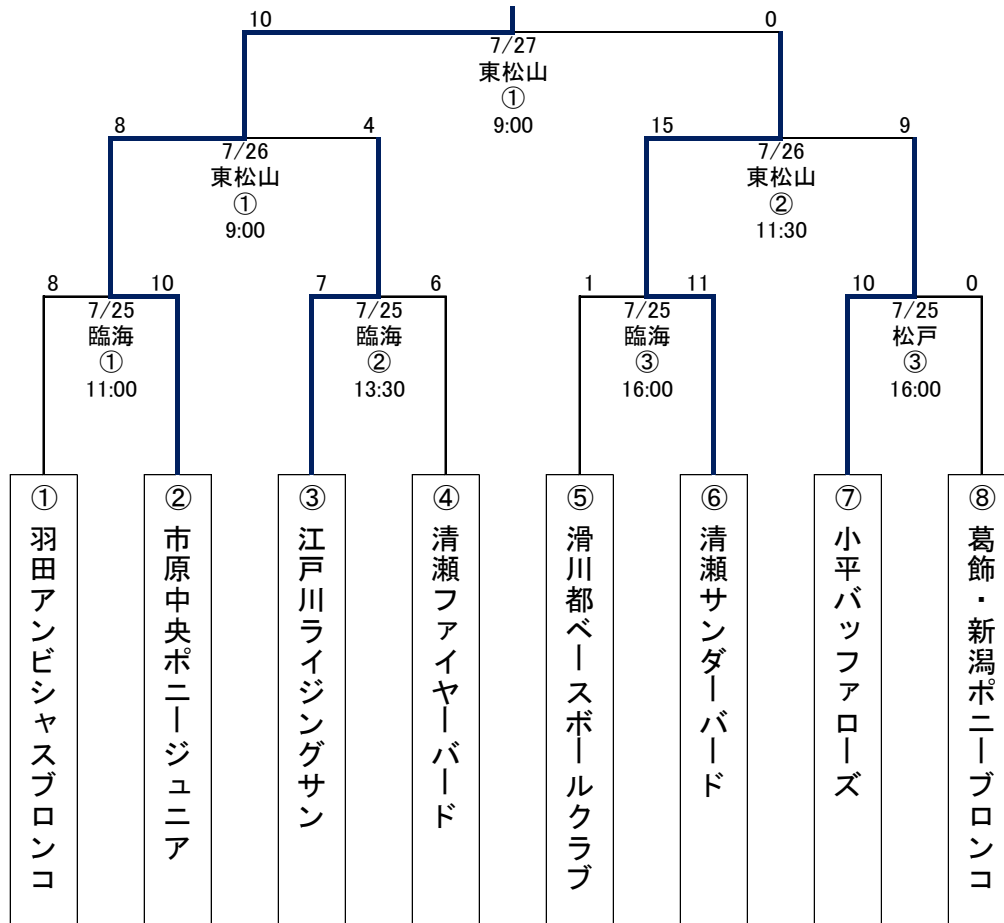 10
0
7/27
東松山
①
9:00
8
4
15
9
7/26
東松山
①
9:00
7/26
東松山
②
11:30
8
10
7
6
1
11
10
0
7/25
臨海
①
11:00
7/25
臨海
②
13:30
7/25
臨海
③
16:00
7/25
松戸
③
16:00
①羽田アンビシャスブロンコ
②市原中央ポニージュニア
③江戸川ライジングサン
④清瀬ファイヤーバード
⑤滑川都ベースボールクラブ
⑥清瀬サンダーバード
⑦小平バッファローズ
⑧葛飾・新潟ポニーブロンコ